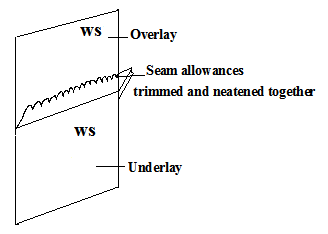 ws
Overlay
Seam allowances
trimmed and neatened together
ws
Underlay